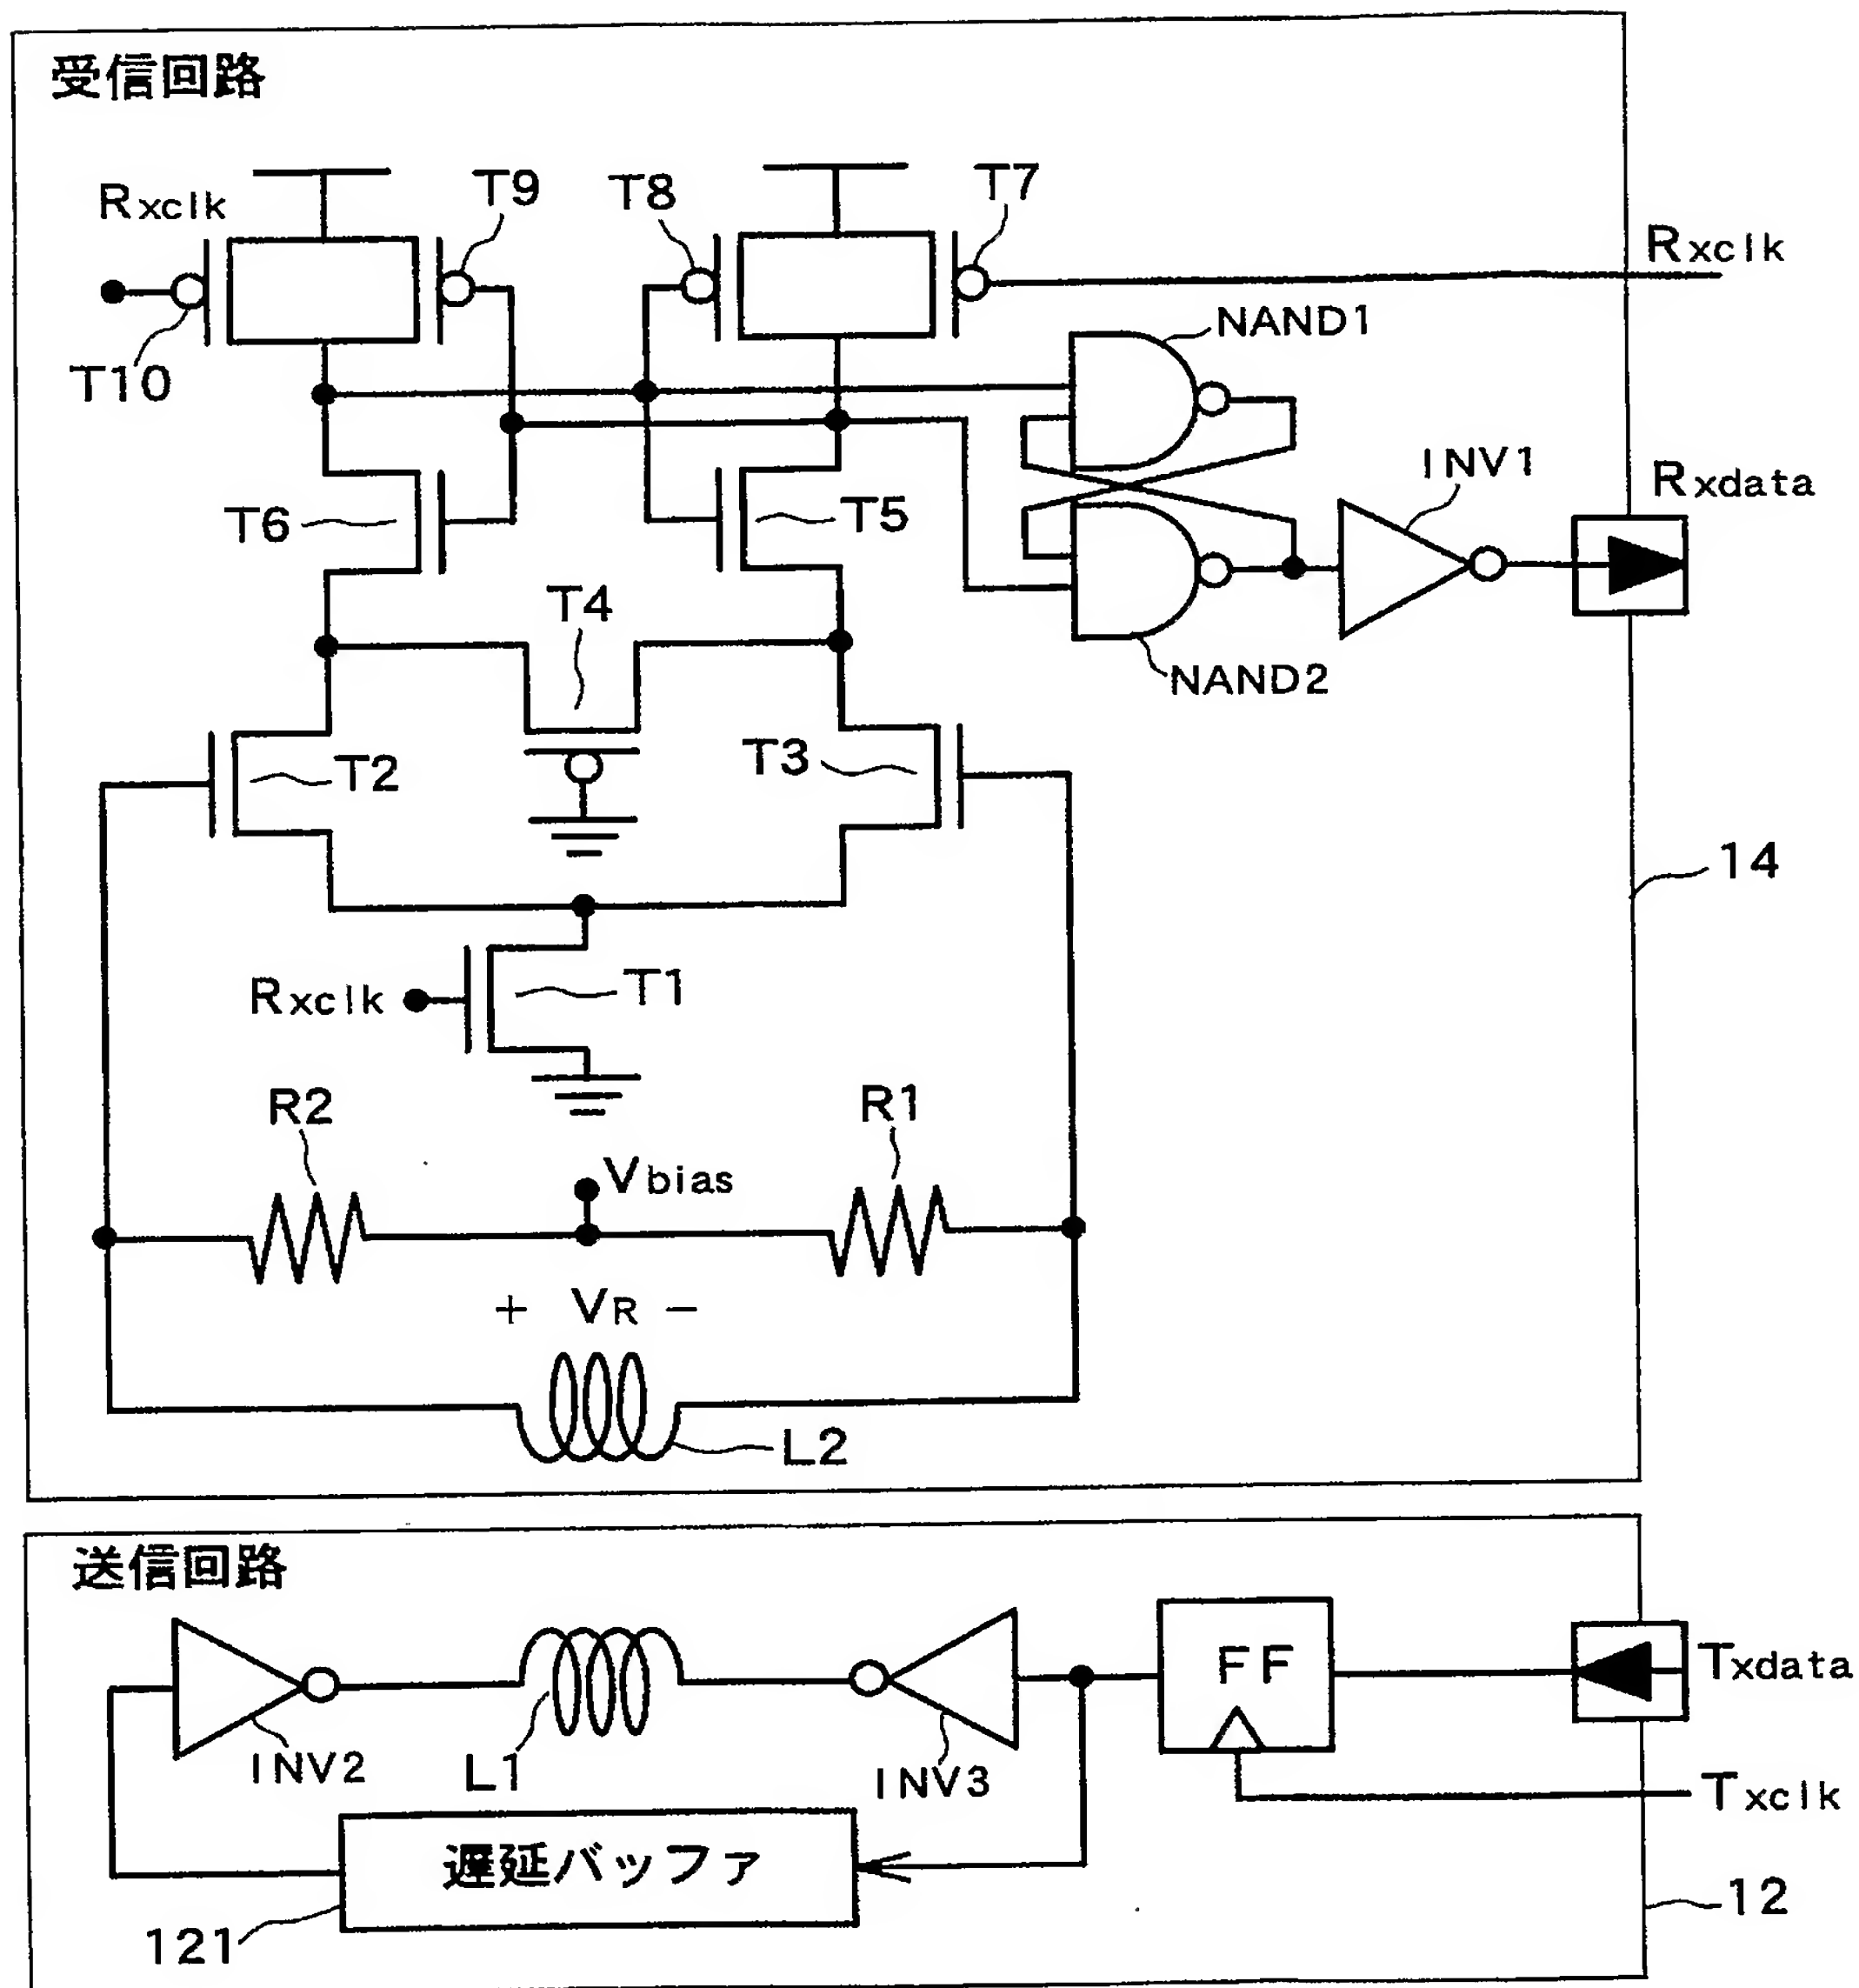 受信回路
Rxclk
T9
T8
T7
Rxclk
T10
NAND1
INV1
Rxdata
T6
T5
T4
NAND2
T2
T3
14
Rxclk
T1
R2
R1
Vbias
+ VR -
L2
送信回路
FF
Txdata
INV2
L1
INV3
Txclk
遅延バッファ
121
12